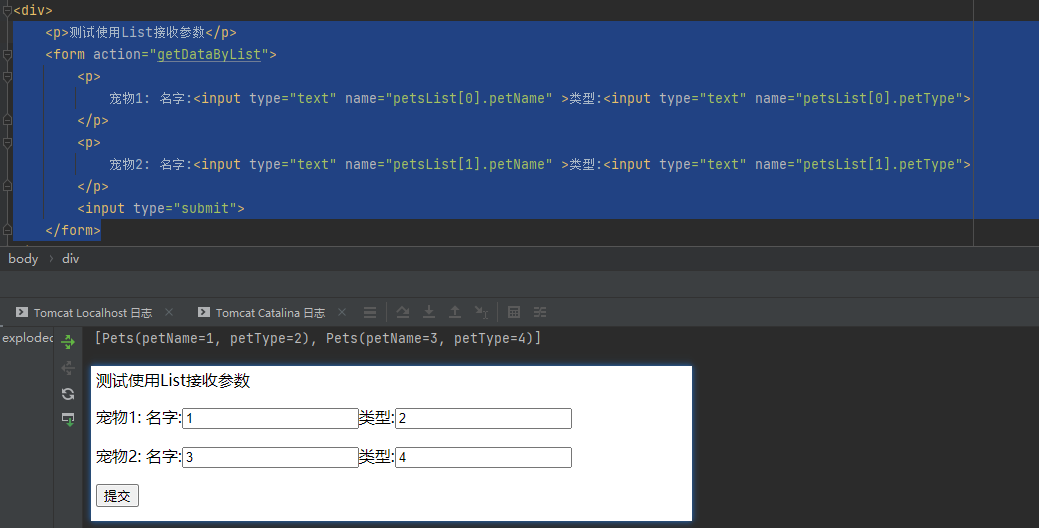 <div>
<p>测试使用List接收参数</p>
<form action="getDataByList">
<p>
宠物1: 名字:<input type="text" name="petsList[0].petName" >类型:<input type="text" name="petsList[0].petType">
</p>
<p>
宠物2: 名字:<input type="text" name="petsList[1].petName" >类型:<input type="text" name="petsList[1].petType">
</p>
<input type="submit">
</form>
body › div
Tomcat Localhost 日志 × Tomcat Catalina 日志 ×
[Pets(petName=1, petType=2), Pets(petName=3, petType=4)]
测试使用List接收参数
宠物1: 名字:1类型:2
宠物2: 名字:3类型:4
提交